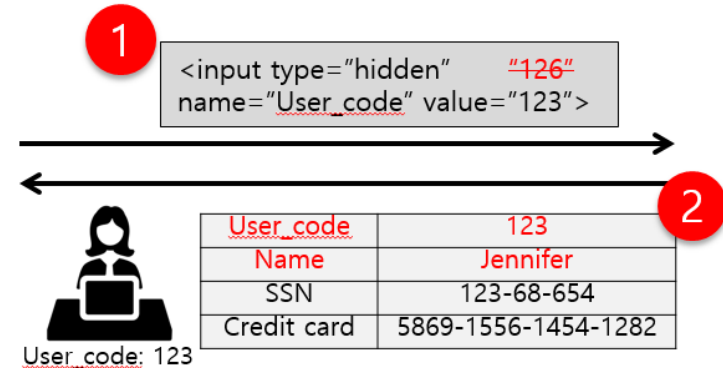 1
<input type="hidden" "126"
name="User_code" value="123">
2
User_code 123
Name Jennifer
SSN 123-68-654
Credit card 5869-1556-1454-1282
User_code: 123